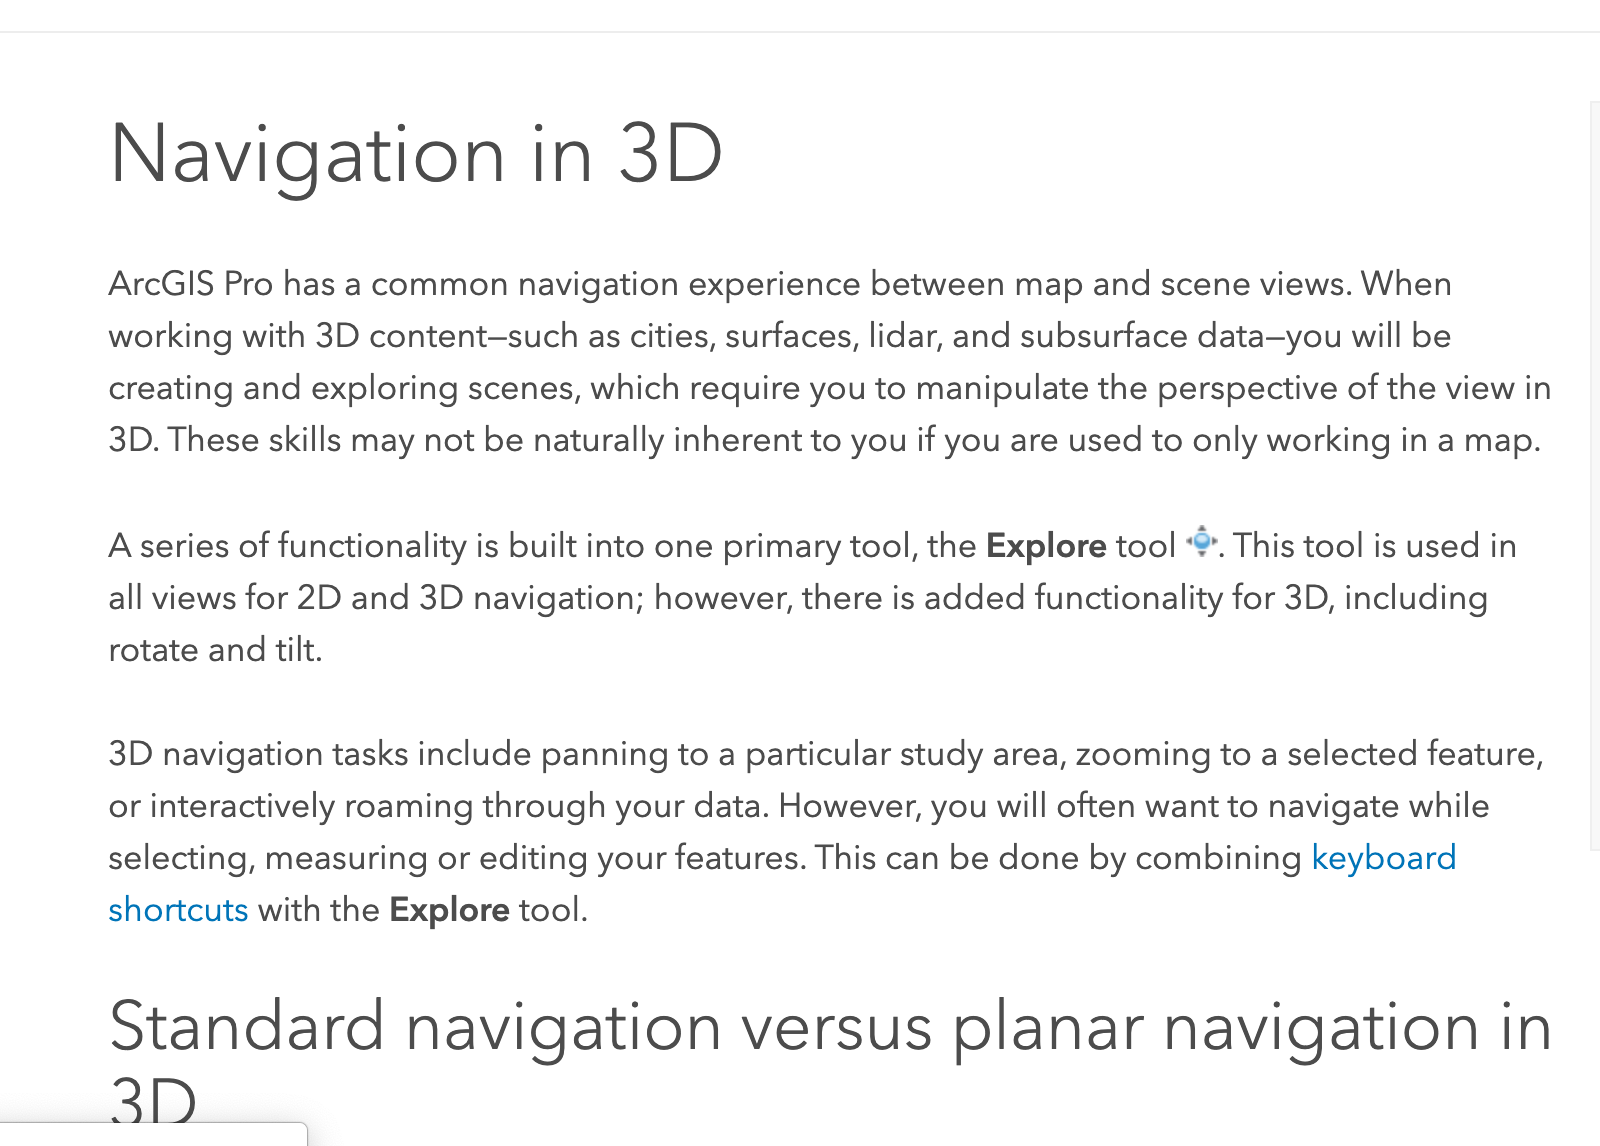 Navigation in 3D
ArcGIS Pro has a common navigation experience between map and scene views. When
working with 3D content—such as cities, surfaces, lidar, and subsurface data—you will be
creating and exploring scenes, which require you to manipulate the perspective of the view in
3D. These skills may not be naturally inherent to you if you are used to only working in a map.
A series of functionality is built into one primary tool, the Explore tool . This tool is used in
all views for 2D and 3D navigation; however, there is added functionality for 3D, including
rotate and tilt.
3D navigation tasks include panning to a particular study area, zooming to a selected feature,
or interactively roaming through your data. However, you will often want to navigate while
selecting, measuring or editing your features. This can be done by combining keyboard
shortcuts with the Explore tool.
Standard navigation versus planar navigation in
3D